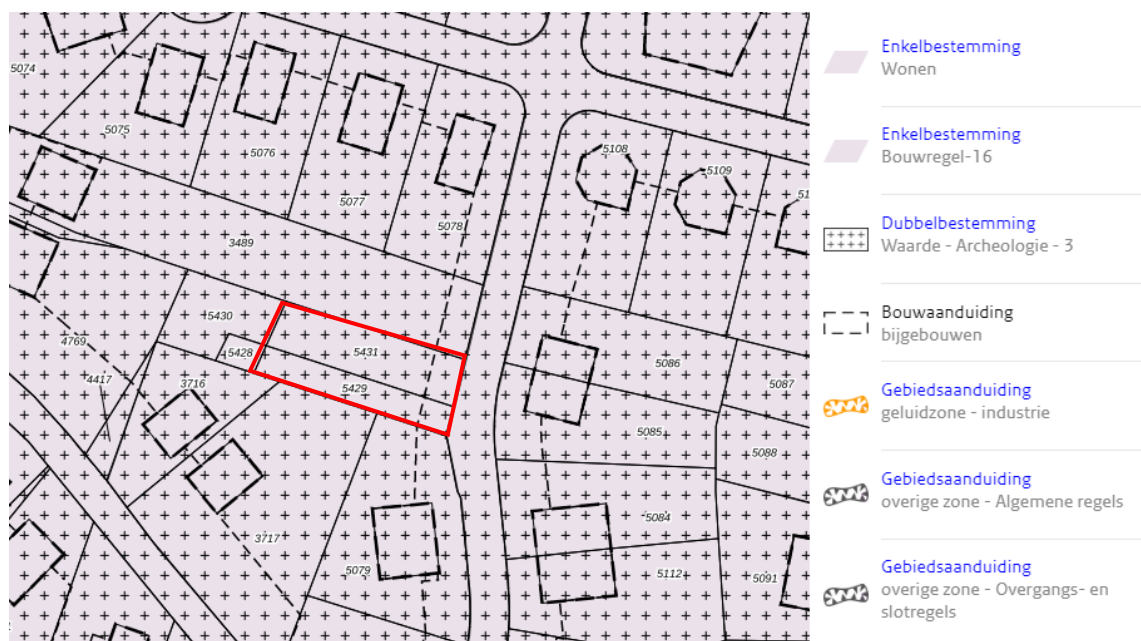 5074
5075
5076
5077
5078
5108
5109
51
3489
5430
5431
5428
5429
4769
4417
3716
5086
5087
5085
5088
5084
3717
5079
5112
5091
Enkelbestemming
Wonen
Enkelbestemming
Bouwregel-16
Dubbelbestemming
Waarde - Archeologie - 3
Bouwaanduiding
bijgebouwen
Gebiedsaanduiding
geluidzone - industrie
Gebiedsaanduiding
overige zone - Algemene regels
Gebiedsaanduiding
overige zone - Overgangs- en
slotregels